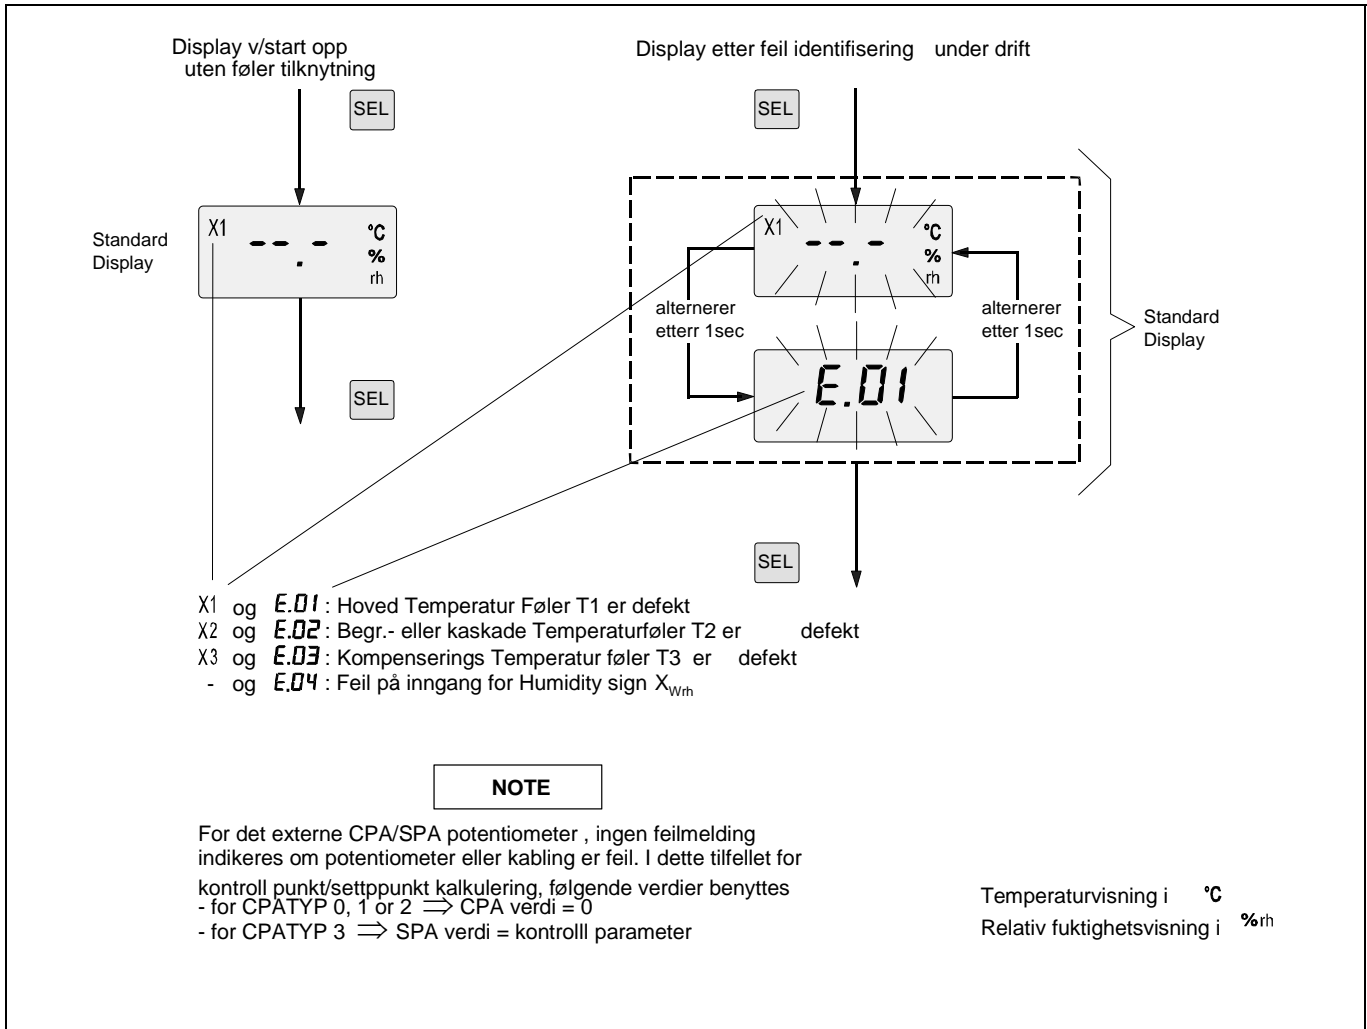 Display v/start opp
uten føler tilknytning
SEL
Standard
Display
X1 --.- °C
%
rh
SEL
Display etter feil identifisering under drift
SEL
X1 --.- °C
%
rh
alternerer
etterr 1sec
alternerer
etter 1sec
E.01
Standard
Display
SEL
X1 og E.01 : Hoved Temperatur Føler T1 er defekt
X2 og E.02 : Begr.- eller kaskade Temperaturføler T2 er defekt
X3 og E.03 : Kompenserings Temperatur føler T3 er defekt
- og E.04 : Feil på inngang for Humidity sign XWrh
NOTE
For det externe CPA/SPA potentiometer , ingen feilmelding
indikeres om potentiometer eller kabling er feil. I dette tilfellet for
kontroll punkt/settppunkt kalkulering, følgende verdier benyttes
- for CPATYP 0, 1 or 2 ⇒ CPA verdi = 0
- for CPATYP 3 ⇒ SPA verdi = kontrolll parameter
Temperaturvisning i °C
Relativ fuktighetsvisning i %rh